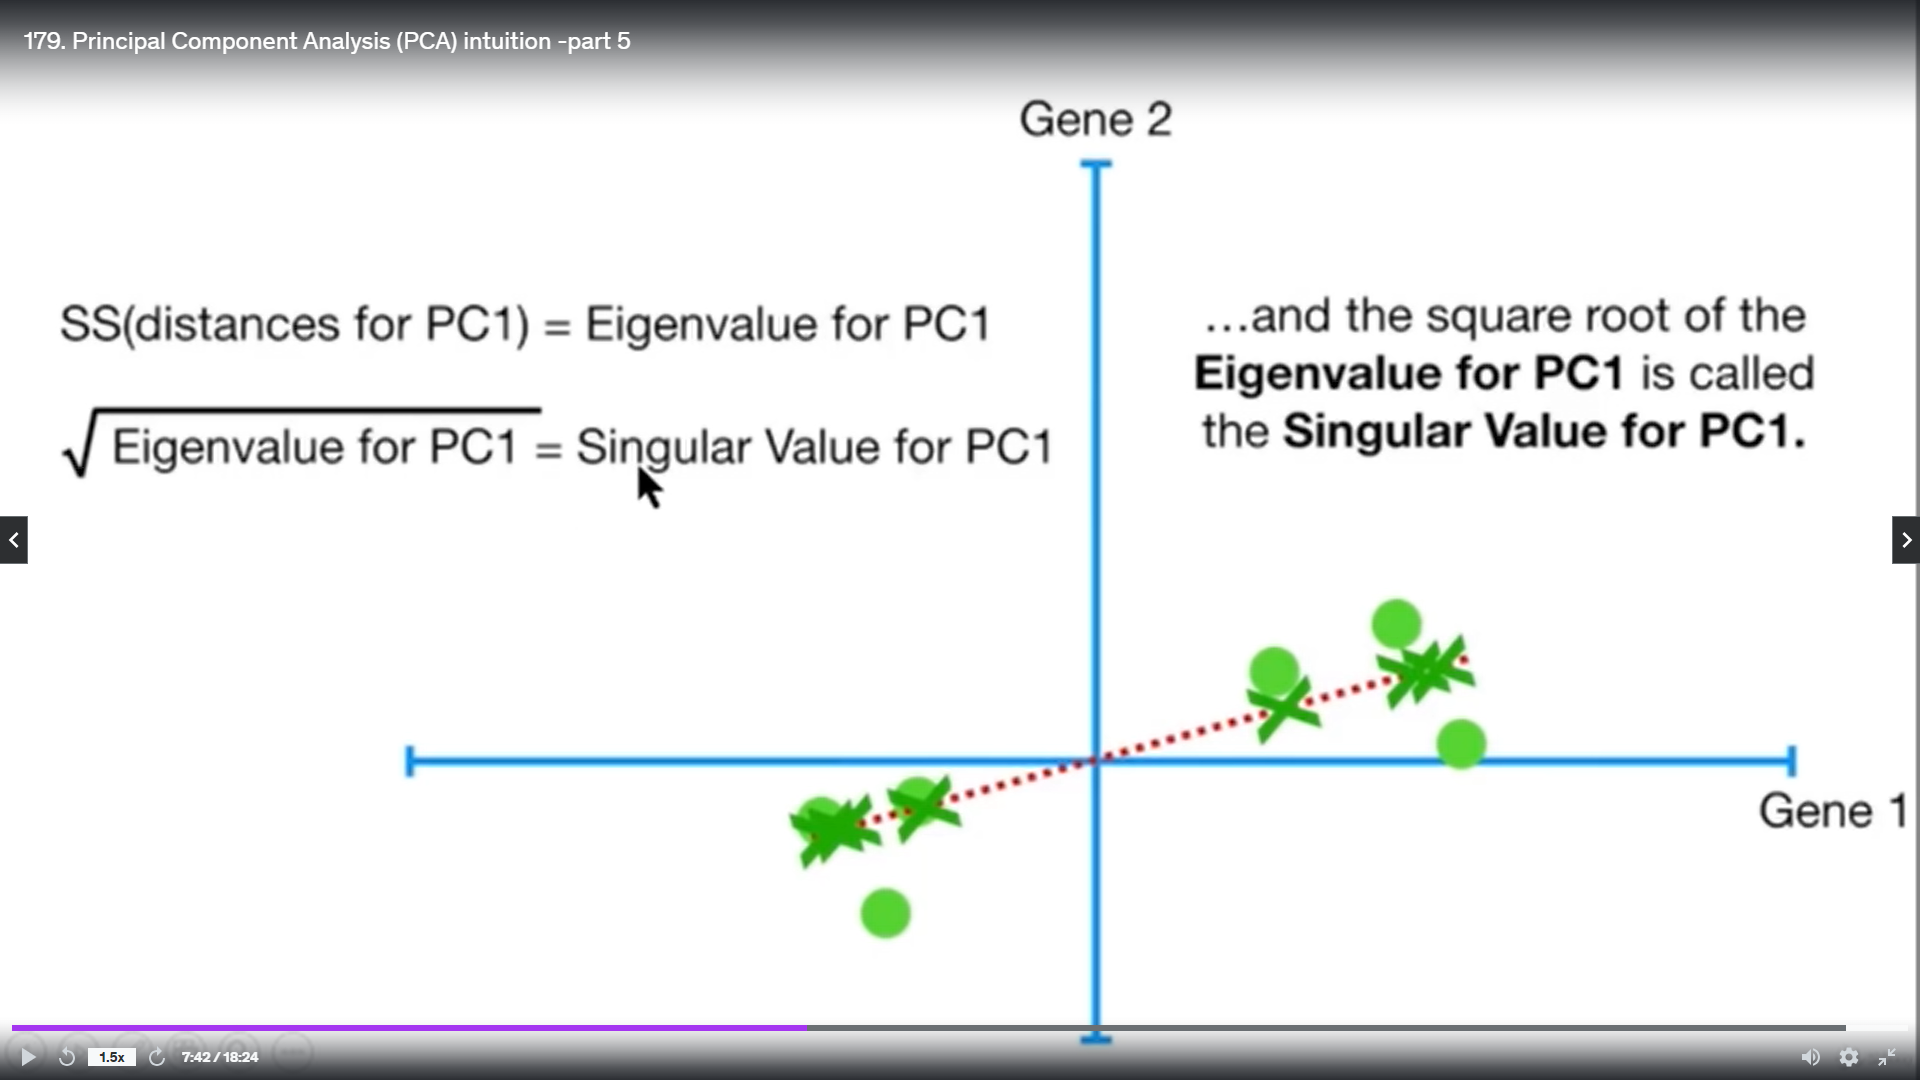 179. Principal Component Analysis (PCA) intuition -part 5
Gene 2
SS(distances for PC1) = Eigenvalue for PC1
√Eigenvalue for PC1 = Singular Value for PC1
...and the square root of the
Eigenvalue for PC1 is called
the Singular Value for PC1.
Gene 1
1.5x
7:42 / 18:24